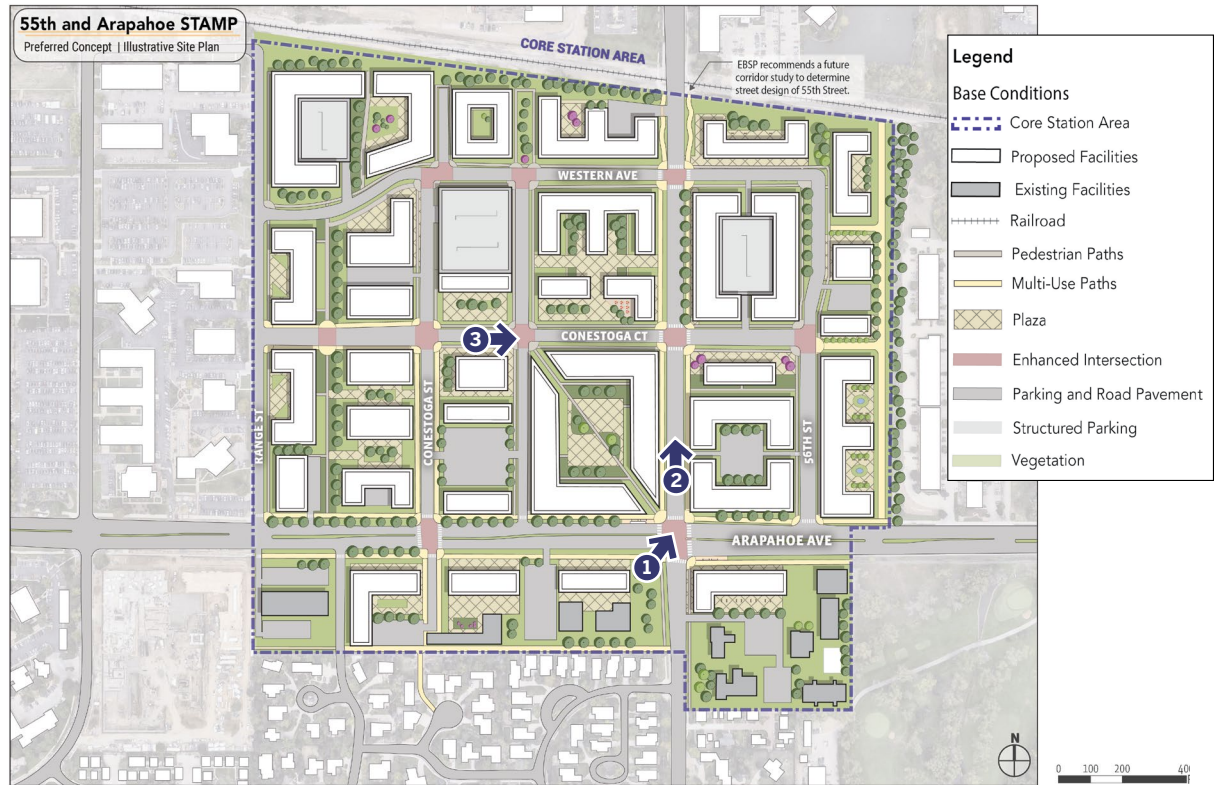 55th and Arapahoe STAMP
Preferred Concept | Illustrative Site Plan
CORE STATION AREA
EBSP recommends a future
corridor study to determine
street design of 55th Street.
WESTERN AVE
3
CONESTOGA CT
RANGE ST
CONESTOGA ST
2
56TH ST
ARAPAHOE AVE
1
Legend
Base Conditions
Core Station Area
Proposed Facilities
Existing Facilities
Railroad
Pedestrian Paths
Multi-Use Paths
Plaza
Enhanced Intersection
Parking and Road Pavement
Structured Parking
Vegetation
N
0 100 200